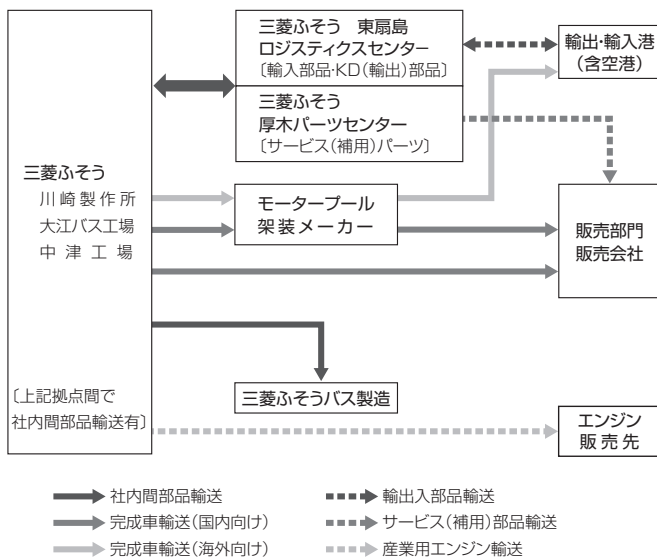 三菱ふそう 東扇島
ロジスティクスセンター
〔輸入部品・KD(輸出)部品〕
三菱ふそう
厚木パーツセンター
〔サービス(補用)パーツ〕
輸出・輸入港
(含空港)
三菱ふそう
川崎製作所
大江バス工場
中津工場
モータープール
架装メーカー
販売部門
販売会社
三菱ふそうバス製造
〔上記拠点間で
社内間部品輸送有〕
エンジン
販売先
社内間部品輸送
完成車輸送(国内向け)
完成車輸送(海外向け)
輸出入部品輸送
サービス(補用)部品輸送
産業用エンジン輸送